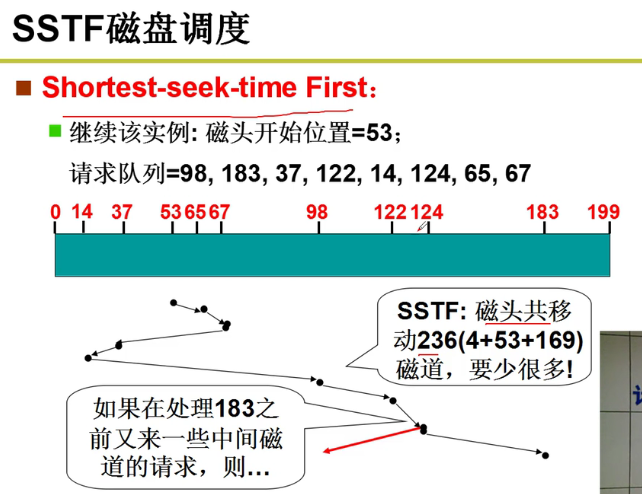 SSTF磁盘调度
Shortest-seek-time First：
继续该实例: 磁头开始位置=53；
请求队列=98, 183, 37, 122, 14, 124, 65, 67
0 14 37 53 65 67 98 122 124 183 199
SSTF: 磁头共移
动236(4+53+169)
磁道，要少很多!
如果在处理183之
前又来一些中间磁
道的请求，则…